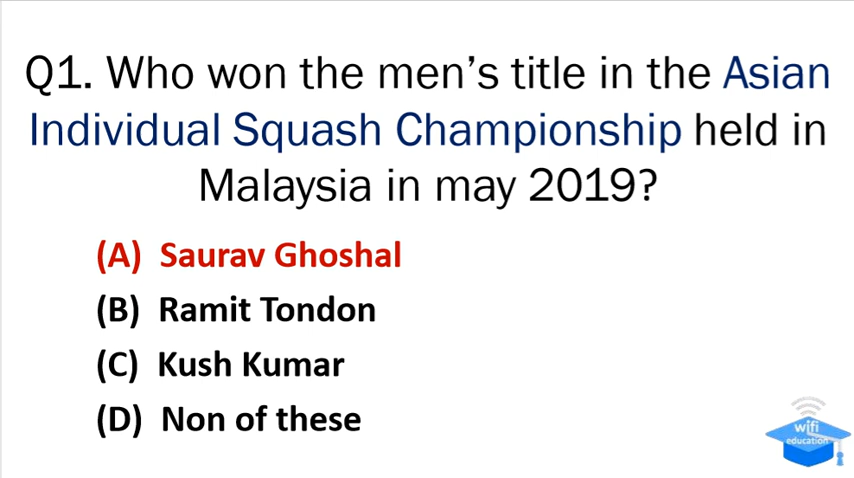 Q1. Who won the men's title in the Asian
Individual Squash Championship held in
Malaysia in may 2019?
(A) Saurav Ghoshal
(B) Ramit Tondon
(C) Kush Kumar
(D) Non of these
wifi
education